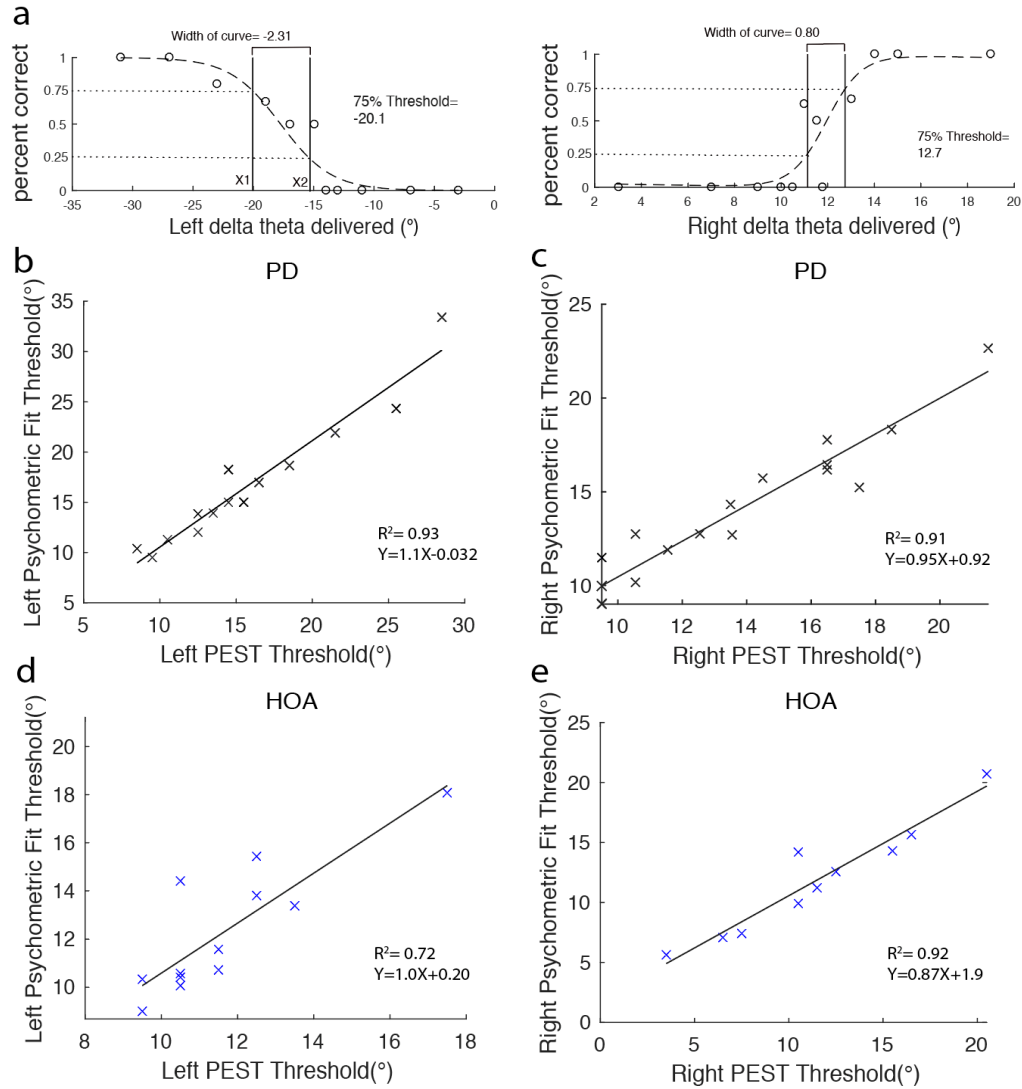 a
Width of curve= -2.31
percent correct
1
0.75
0.5
0.25
0
75% Threshold=
-20.1
X1
X2
-35 -30 -25 -20 -15 -10 -5 0
Left delta theta delivered (°)
Width of curve= 0.80
percent correct
1
0.75
0.5
0.25
0
75% Threshold=
12.7
2 4 6 8 10 12 14 16 18 20
Right delta theta delivered (°)
b
PD
Left Psychometric Fit Threshold(°)
35
30
25
20
15
10
5
R²= 0.93
Y=1.1X-0.032
5 10 15 20 25 30
Left PEST Threshold(°)
c
PD
Right Psychometric Fit Threshold(°)
25
20
15
10
R²= 0.91
Y=0.95X+0.92
10 12 14 16 18 20
Right PEST Threshold(°)
d
HOA
Left Psychometric Fit Threshold(°)
20
18
16
14
12
10
R²= 0.72
Y=1.0X+0.20
8 10 12 14 16 18
Left PEST Threshold(°)
e
HOA
Right Psychometric Fit Threshold(°)
25
20
15
10
5
0
R²= 0.92
Y=0.87X+1.9
0 5 10 15 20
Right PEST Threshold(°)